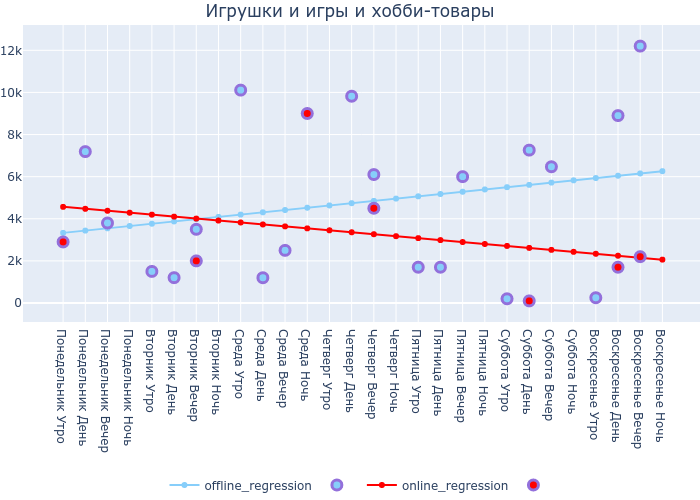 Игрушки и игры и хобби-товары
12k
10k
8k
6k
4k
2k
0
Понедельник Утро
Понедельник День
Понедельник Вечер
Понедельник Ночь
Вторник Утро
Вторник День
Вторник Вечер
Вторник Ночь
Среда Утро
Среда День
Среда Вечер
Среда Ночь
Четверг Утро
Четверг День
Четверг Вечер
Четверг Ночь
Пятница Утро
Пятница День
Пятница Вечер
Пятница Ночь
Суббота Утро
Суббота День
Суббота Вечер
Суббота Ночь
Воскресенье Утро
Воскресенье День
Воскресенье Вечер
Воскресенье Ночь
offline_regression online_regression